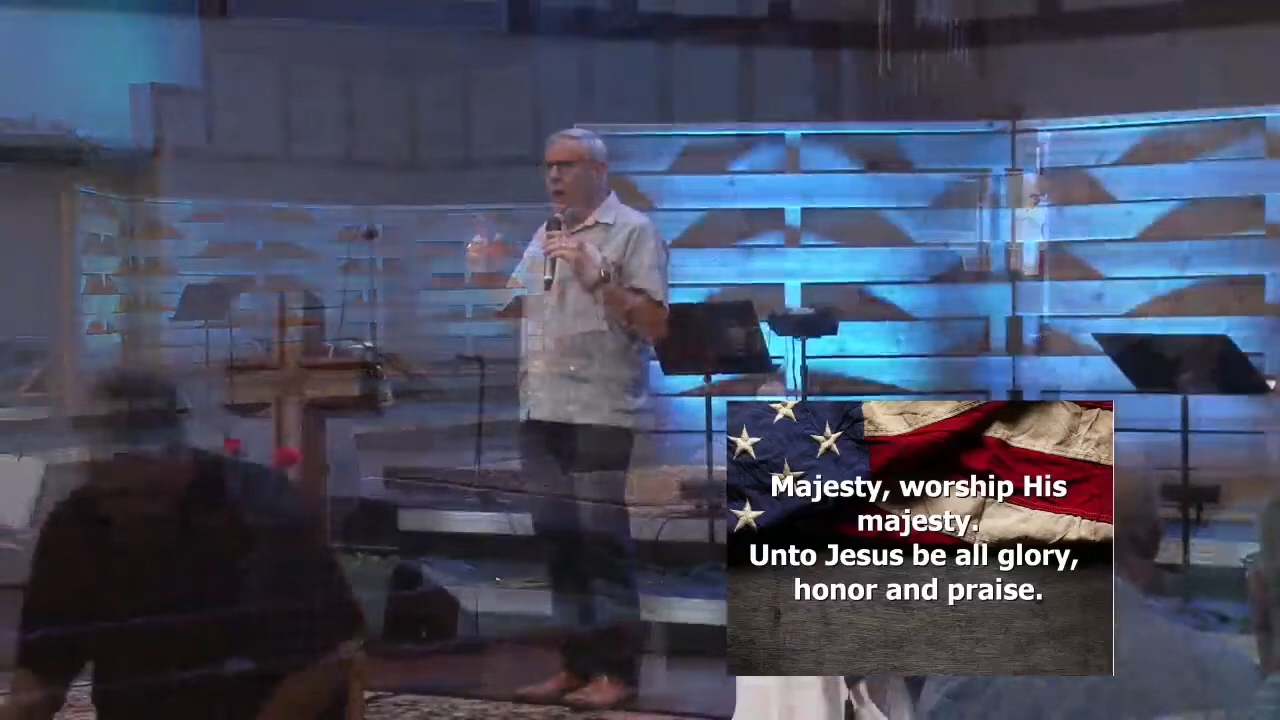 Majesty, worship His
majesty.
Unto Jesus be all glory,
honor and praise.